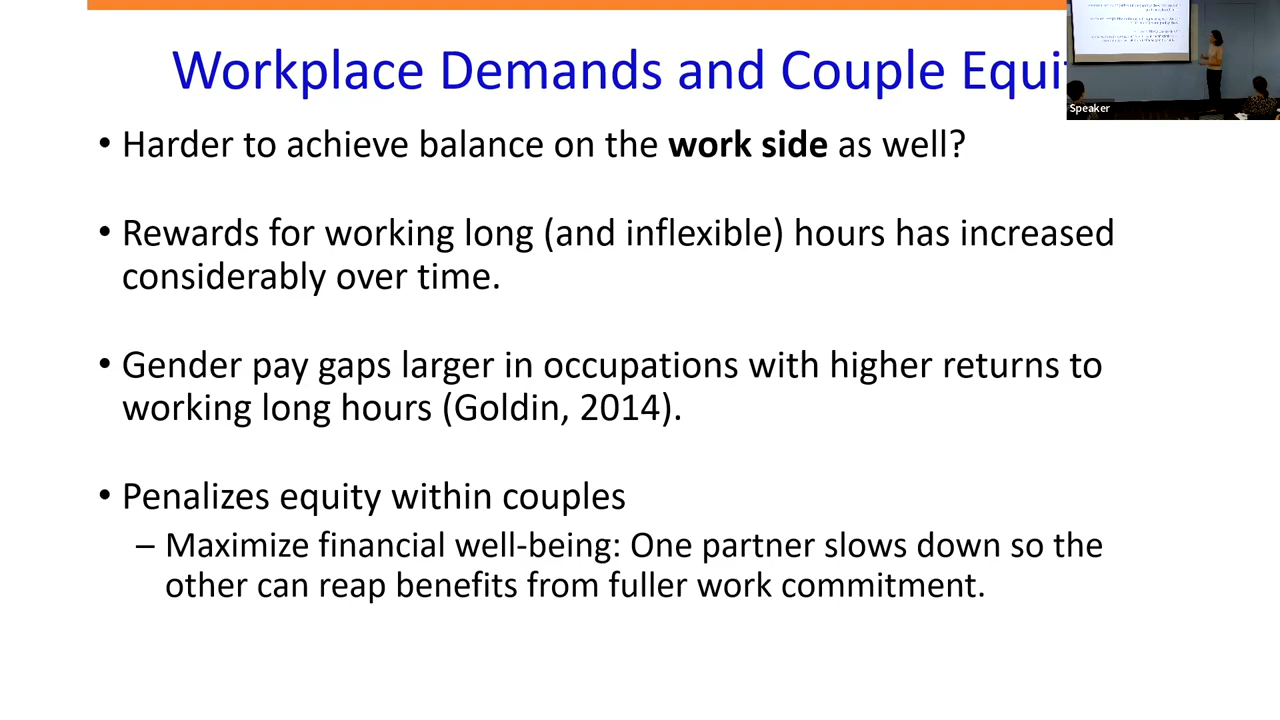 Workplace Demands and Couple Equi
• Harder to achieve balance on the work side as well?
• Rewards for working long (and inflexible) hours has increased
considerably over time.
• Gender pay gaps larger in occupations with higher returns to
working long hours (Goldin, 2014).
• Penalizes equity within couples
– Maximize financial well-being: One partner slows down so the
other can reap benefits from fuller work commitment.
Speaker